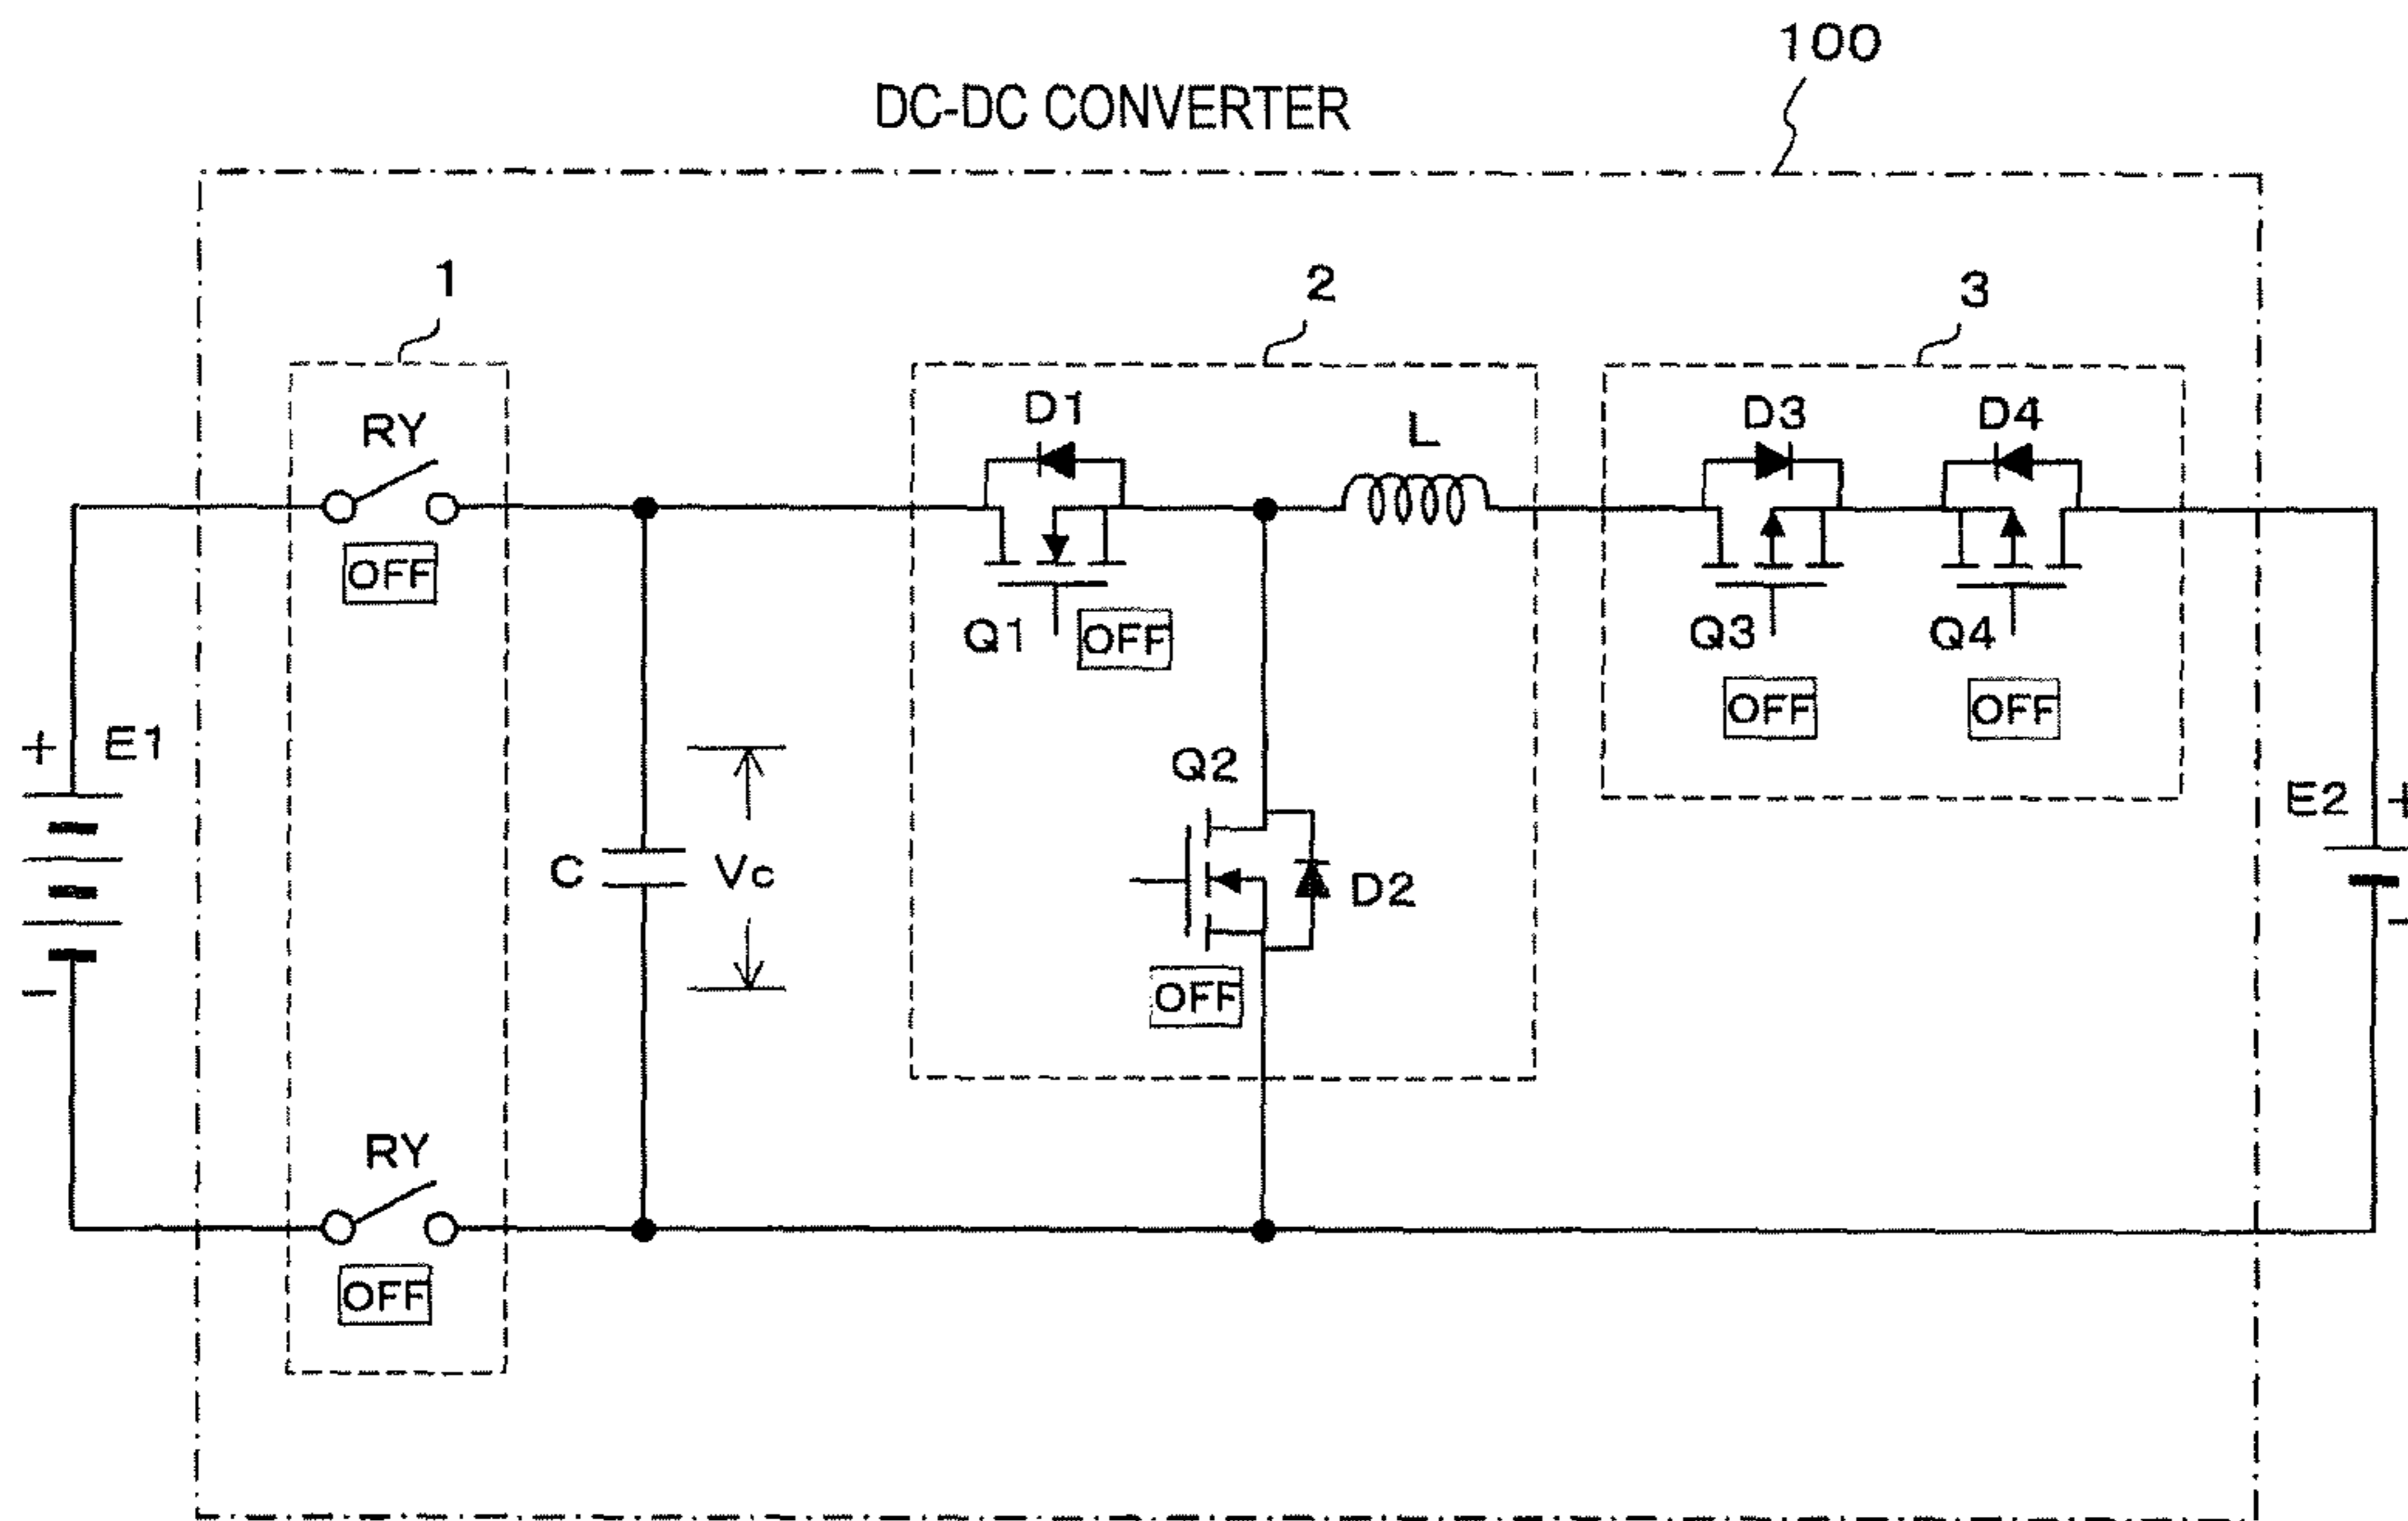 100
DC-DC CONVERTER
1
2
3
RY
OFF
D1
L
D3
D4
Q1
OFF
Q3
OFF
Q4
OFF
+
E1
-
C
Vc
Q2
D2
OFF
E2
+
-
RY
OFF